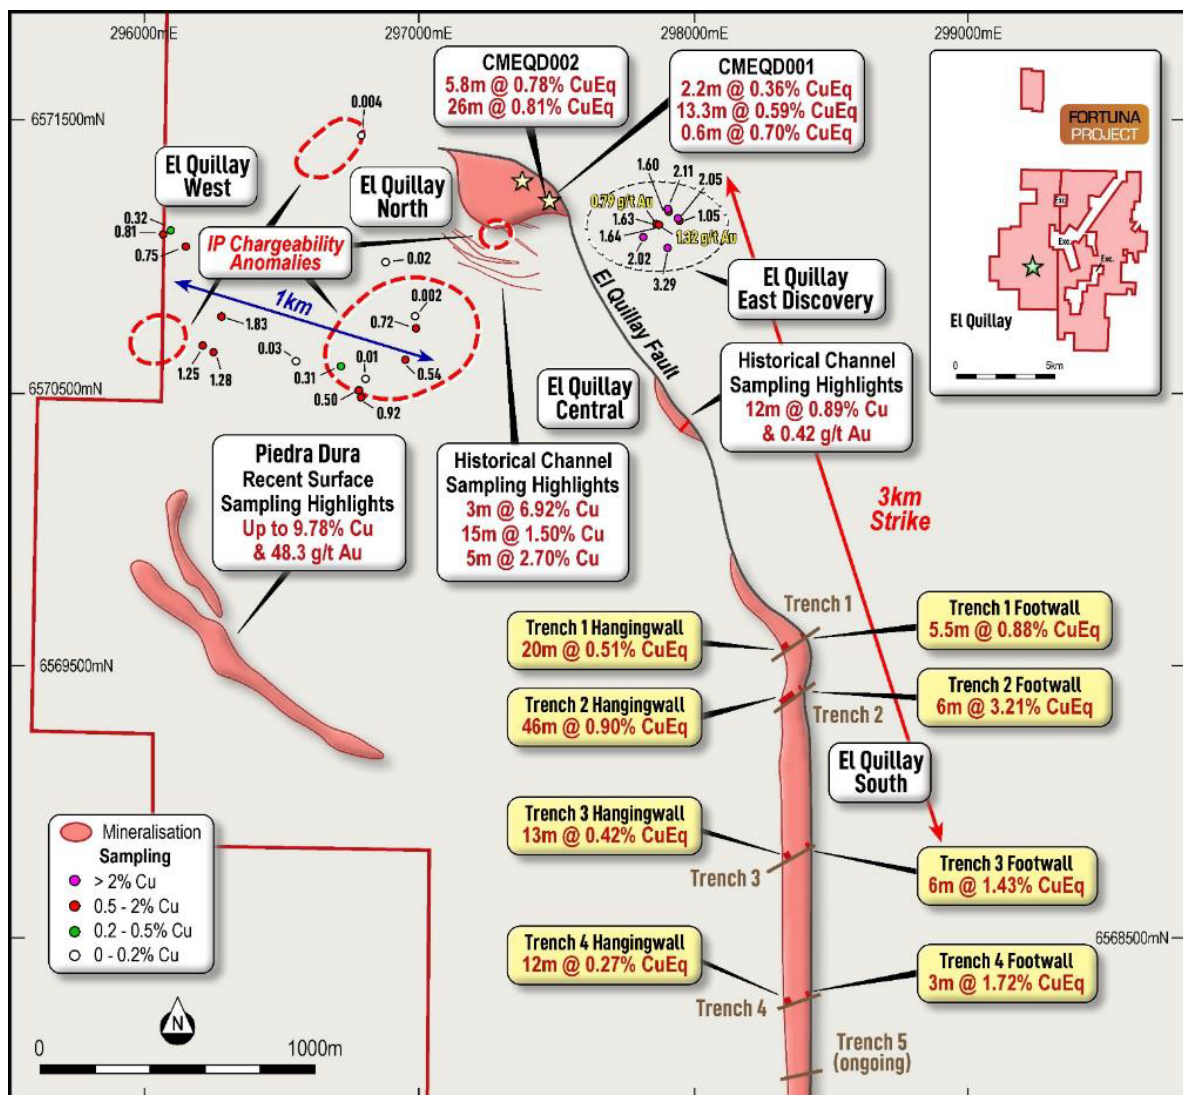 296000mE
297000mE
298000mE
299000mE
6571500mN
6570500mN
6569500mN
6568500mN
CMEQD002
5.8m @ 0.78% CuEq
26m @ 0.81% CuEq
CMEQD001
2.2m @ 0.36% CuEq
13.3m @ 0.59% CuEq
0.6m @ 0.70% CuEq
FORTUNA
PROJECT
Exc.
Exc.
Exc.
El Quillay
0
5km
0.004
El Quillay
West
El Quillay
North
0.32
0.81
0.75
IP Chargeability
Anomalies
1km
0.02
0.002
0.72
1.83
0.03
0.01
1.25
1.28
0.31
0.54
0.50
0.92
1.60
2.11
2.05
0.79 g/t Au
1.63
1.05
1.64
1.32 g/t Au
2.02
3.29
El Quillay
East Discovery
El Quillay Fault
El Quillay
Central
Historical Channel
Sampling Highlights
12m @ 0.89% Cu
& 0.42 g/t Au
3km
Strike
Piedra Dura
Recent Surface
Sampling Highlights
Up to 9.78% Cu
& 48.3 g/t Au
Historical Channel
Sampling Highlights
3m @ 6.92% Cu
15m @ 1.50% Cu
5m @ 2.70% Cu
Trench 1
Trench 1 Hangingwall
20m @ 0.51% CuEq
Trench 1 Footwall
5.5m @ 0.88% CuEq
Trench 2 Hangingwall
46m @ 0.90% CuEq
Trench 2
Trench 2 Footwall
6m @ 3.21% CuEq
El Quillay
South
Trench 3 Hangingwall
13m @ 0.42% CuEq
Trench 3
Trench 3 Footwall
6m @ 1.43% CuEq
Trench 4 Hangingwall
12m @ 0.27% CuEq
Trench 4
Trench 4 Footwall
3m @ 1.72% CuEq
Trench 5
(ongoing)
Mineralisation
Sampling
> 2% Cu
0.5 - 2% Cu
0.2 - 0.5% Cu
0 - 0.2% Cu
N
0
1000m